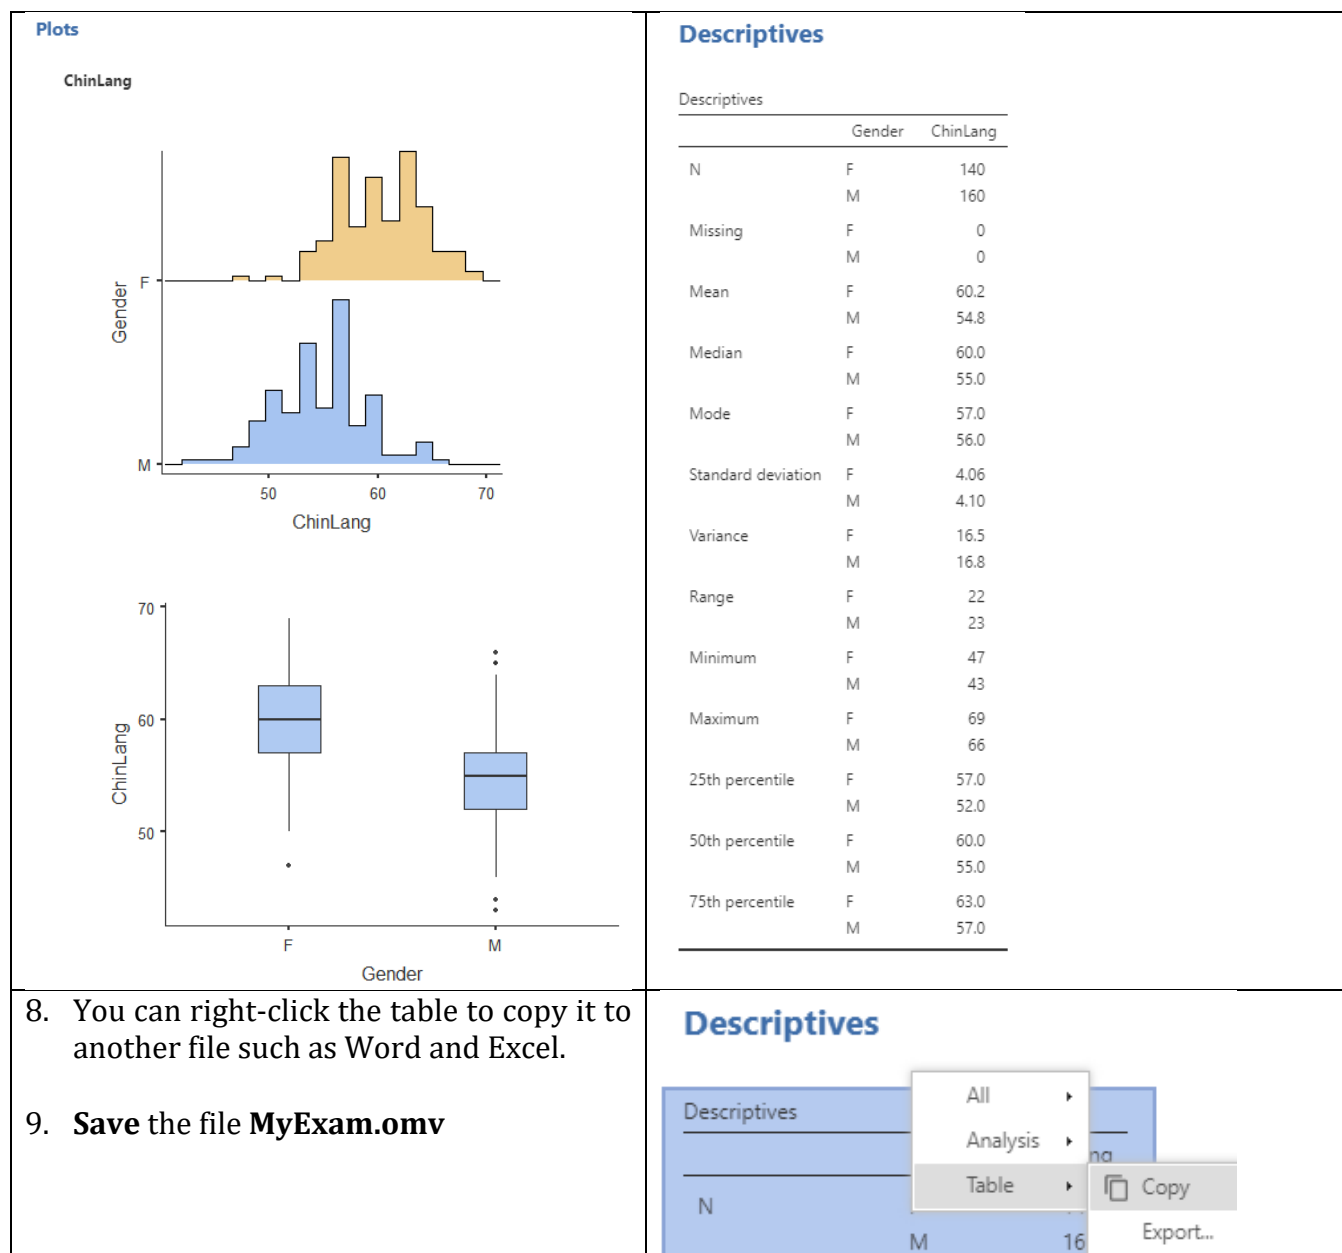 Plots
ChinLang
Gender
F
M
50 60 70
ChinLang
ChinLang
70
60
50
F M
Gender
Descriptives
Descriptives
Gender ChinLang
N F 140
M 160
Missing F 0
M 0
Mean F 60.2
M 54.8
Median F 60.0
M 55.0
Mode F 57.0
M 56.0
Standard deviation F 4.06
M 4.10
Variance F 16.5
M 16.8
Range F 22
M 23
Minimum F 47
M 43
Maximum F 69
M 66
25th percentile F 57.0
M 52.0
50th percentile F 60.0
M 55.0
75th percentile F 63.0
M 57.0
8. You can right-click the table to copy it to
another file such as Word and Excel.
9. Save the file MyExam.omv
Descriptives
Descriptives
All
Analysis
ng
Table
Copy
N
Export...
M 16